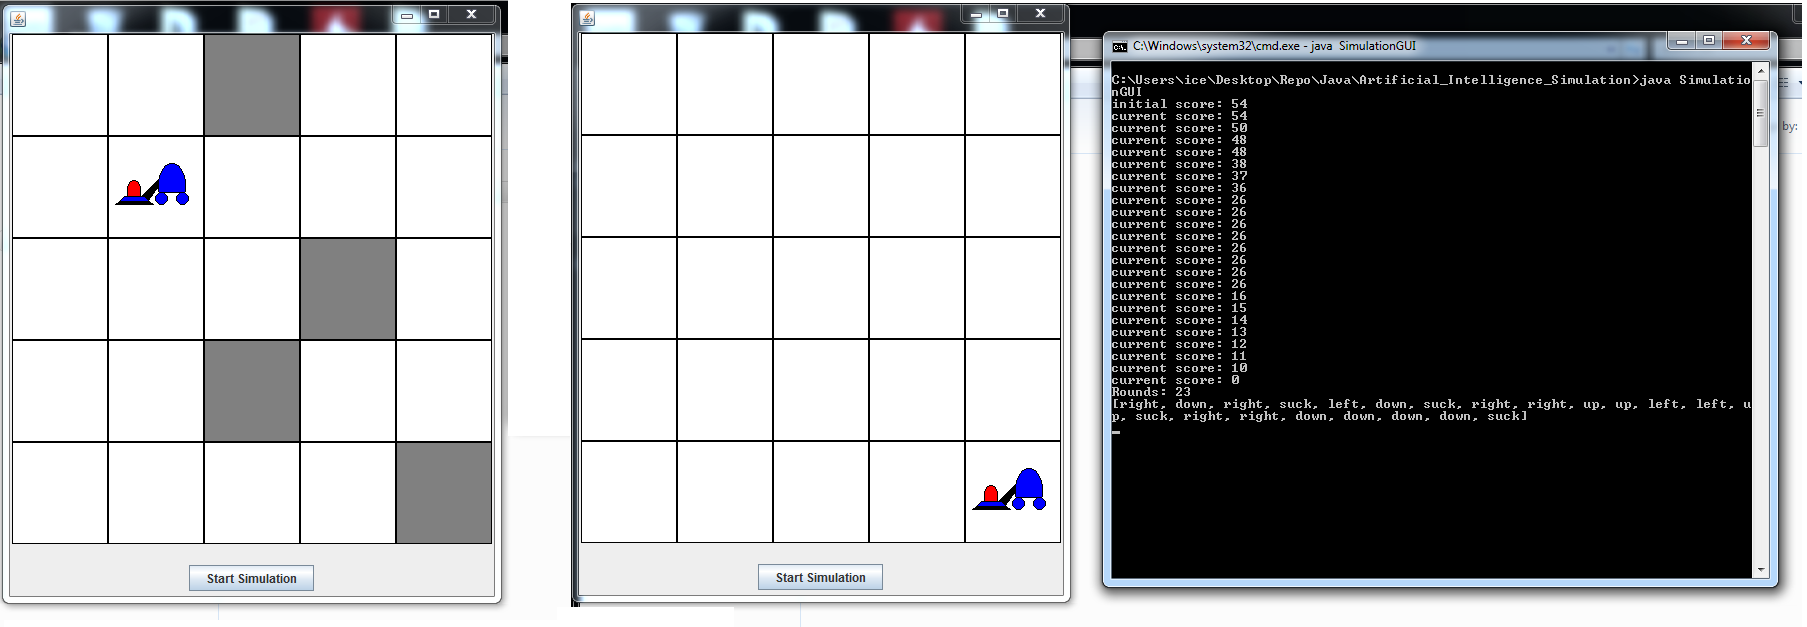 Start Simulation
Start Simulation
C:\Windows\system32\cmd.exe - java  SimulationGUI
C:\Users\ice\Desktop\Repo\Java\Artificial_Intelligence_Simulation>java Simulatio
nGUI
initial score: 54
current score: 54
current score: 50
current score: 48
current score: 48
current score: 38
current score: 37
current score: 36
current score: 26
current score: 26
current score: 26
current score: 26
current score: 26
current score: 26
current score: 26
current score: 26
current score: 16
current score: 15
current score: 14
current score: 13
current score: 12
current score: 11
current score: 10
current score: 0
Rounds: 23
[right, down, right, suck, left, down, suck, right, right, up, up, left, left, u
p, suck, right, right, down, down, down, down, suck]
by: